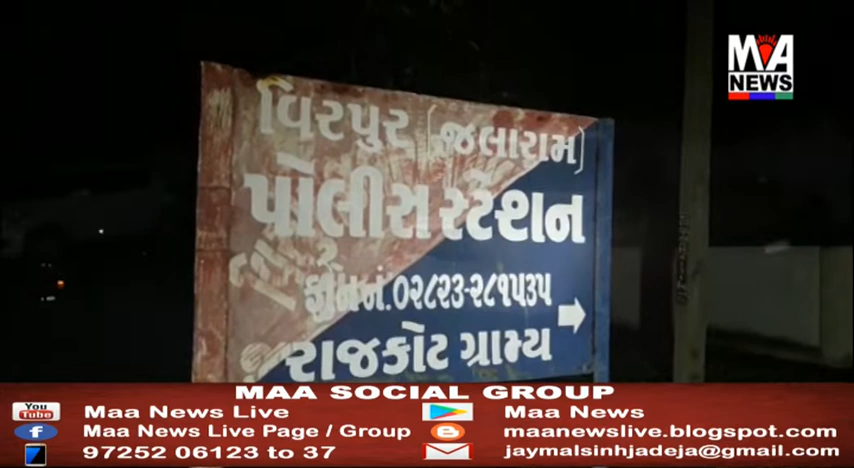 MAA
NEWS
વિરપુર (જલારામ)
પોલીસ સ્ટેશન
ફોન નં. ૦૨૮૨૩-૨૮૧૫૩૫
રાજકોટ ગ્રામ્ય
MAA SOCIAL GROUP
You Tube Maa News Live Maa News
Maa News Live Page / Group maanewslive.blogspot.com
97252 06123 to 37 jaymalsinhjadeja@gmail.com